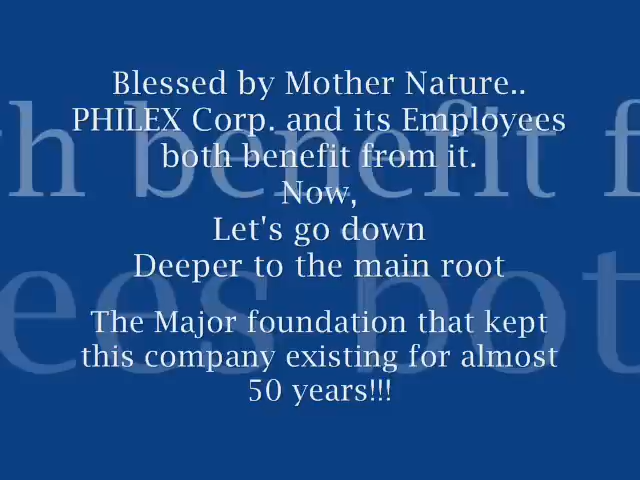 Blessed by Mother Nature..
PHILEX Corp. and its Employees
both benefit from it.
Now,
Let's go down
Deeper to the main root
The Major foundation that kept
this company existing for almost
50 years!!!